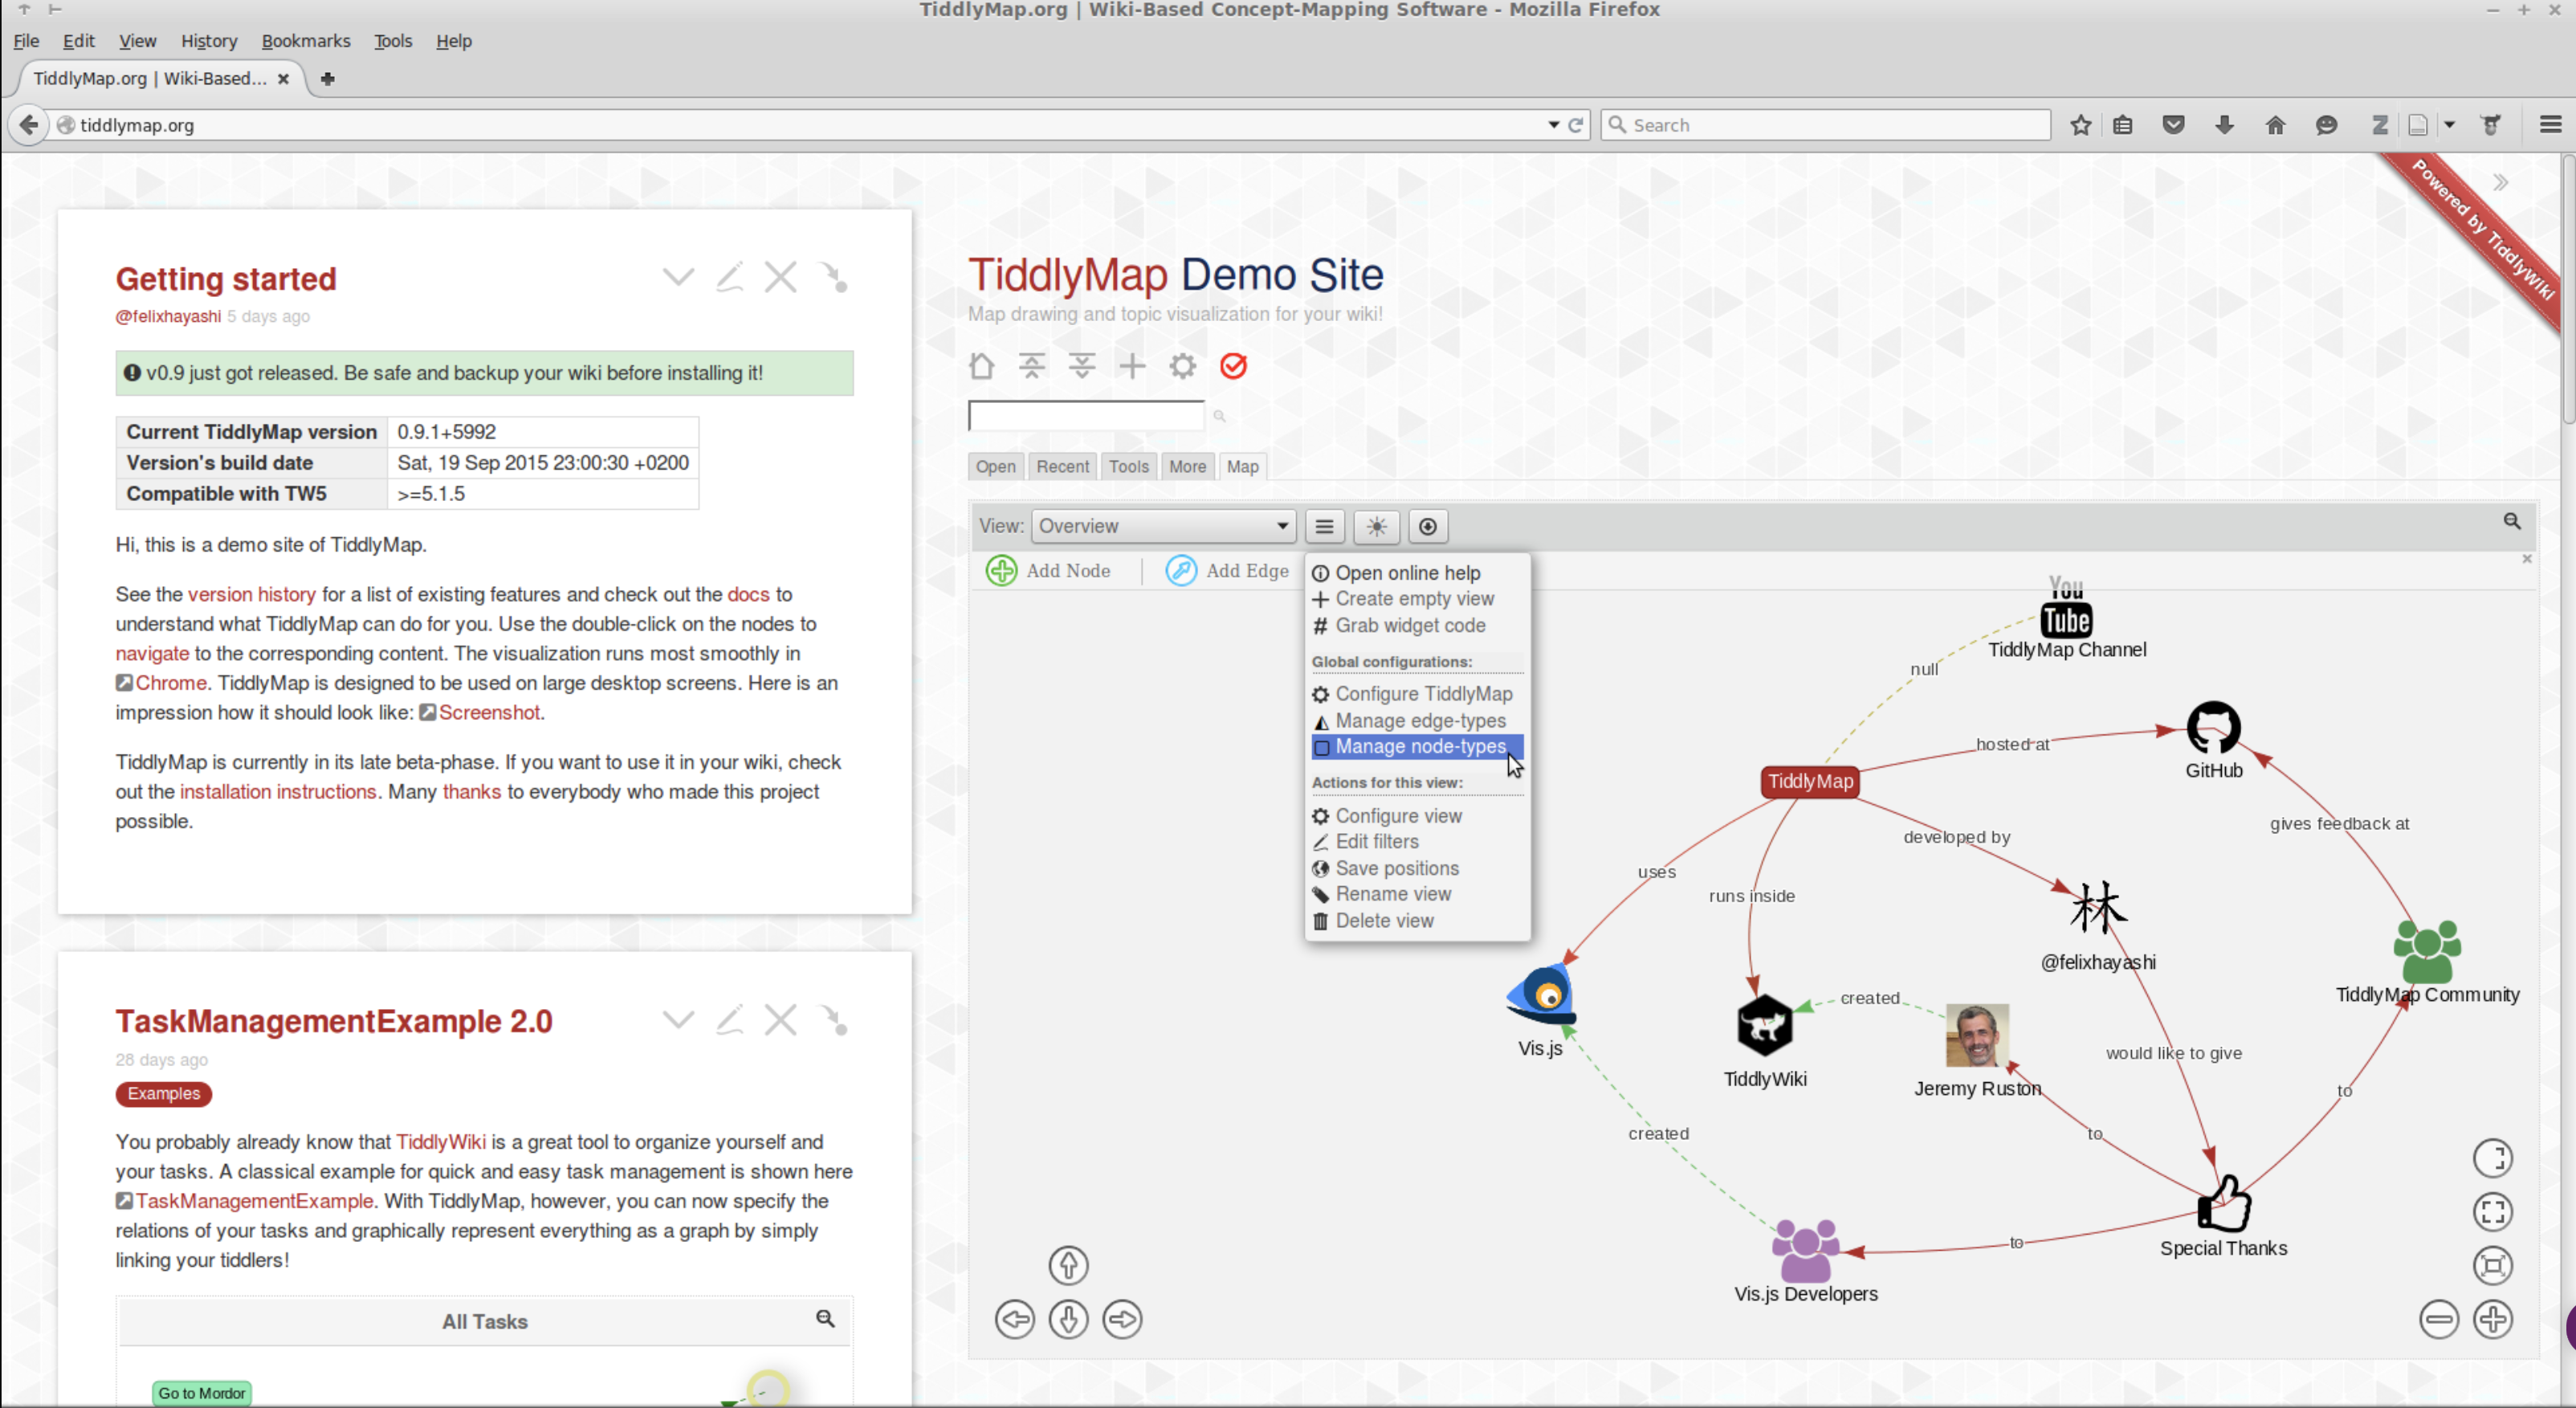 TiddlyMap.org | Wiki-Based Concept-Mapping Software - Mozilla Firefox
File Edit View History Bookmarks Tools Help
TiddlyMap.org | Wiki-Based...
tiddlymap.org
Search
Powered by TiddlyWiki
Getting started
@felixhayashi 5 days ago
v0.9 just got released. Be safe and backup your wiki before installing it!
Current TiddlyMap version 0.9.1+5992
Version's build date Sat, 19 Sep 2015 23:00:30 +0200
Compatible with TW5 >=5.1.5
Hi, this is a demo site of TiddlyMap.
See the version history for a list of existing features and check out the docs to
understand what TiddlyMap can do for you. Use the double-click on the nodes to
navigate to the corresponding content. The visualization runs most smoothly in
Chrome. TiddlyMap is designed to be used on large desktop screens. Here is an
impression how it should look like: Screenshot.
TiddlyMap is currently in its late beta-phase. If you want to use it in your wiki, check
out the installation instructions. Many thanks to everybody who made this project
possible.
TaskManagementExample 2.0
28 days ago
Examples
You probably already know that TiddlyWiki is a great tool to organize yourself and
your tasks. A classical example for quick and easy task management is shown here
TaskManagementExample. With TiddlyMap, however, you can now specify the
relations of your tasks and graphically represent everything as a graph by simply
linking your tiddlers!
All Tasks
Go to Mordor
TiddlyMap Demo Site
Map drawing and topic visualization for your wiki!
Open Recent Tools More Map
View: Overview
Add Node Add Edge
Open online help
Create empty view
Grab widget code
Global configurations:
Configure TiddlyMap
Manage edge-types
Manage node-types
Actions for this view:
Configure view
Edit filters
Save positions
Rename view
Delete view
You
Tube
TiddlyMap Channel
null
hosted at
GitHub
TiddlyMap
gives feedback at
developed by
uses
runs inside
林
@felixhayashi
TiddlyMap Community
created
Vis.js
TiddlyWiki
Jeremy Ruston
would like to give
to
created
to
to
Special Thanks
Vis.js Developers